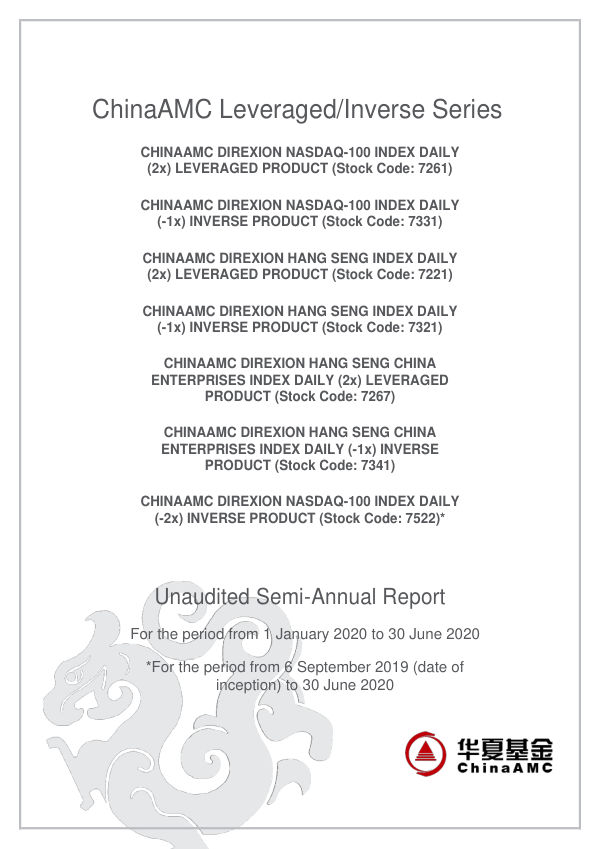 ChinaAMC Leveraged/Inverse Series
CHINAAMC DIREXION NASDAQ-100 INDEX DAILY
(2x) LEVERAGED PRODUCT (Stock Code: 7261)
CHINAAMC DIREXION NASDAQ-100 INDEX DAILY
(-1x) INVERSE PRODUCT (Stock Code: 7331)
CHINAAMC DIREXION HANG SENG INDEX DAILY
(2x) LEVERAGED PRODUCT (Stock Code: 7221)
CHINAAMC DIREXION HANG SENG INDEX DAILY
(-1x) INVERSE PRODUCT (Stock Code: 7321)
CHINAAMC DIREXION HANG SENG CHINA
ENTERPRISES INDEX DAILY (2x) LEVERAGED
PRODUCT (Stock Code: 7267)
CHINAAMC DIREXION HANG SENG CHINA
ENTERPRISES INDEX DAILY (-1x) INVERSE
PRODUCT (Stock Code: 7341)
CHINAAMC DIREXION NASDAQ-100 INDEX DAILY
(-2x) INVERSE PRODUCT (Stock Code: 7522)*
Unaudited Semi-Annual Report
For the period from 1 January 2020 to 30 June 2020
*For the period from 6 September 2019 (date of
inception) to 30 June 2020
华夏基金
ChinaAMC